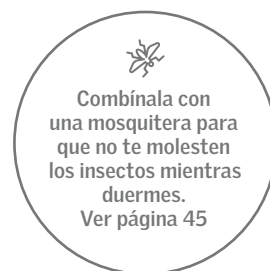 Combínala con
una mosquitera para
que no te molesten
los insectos mientras
duermes.
Ver página 45